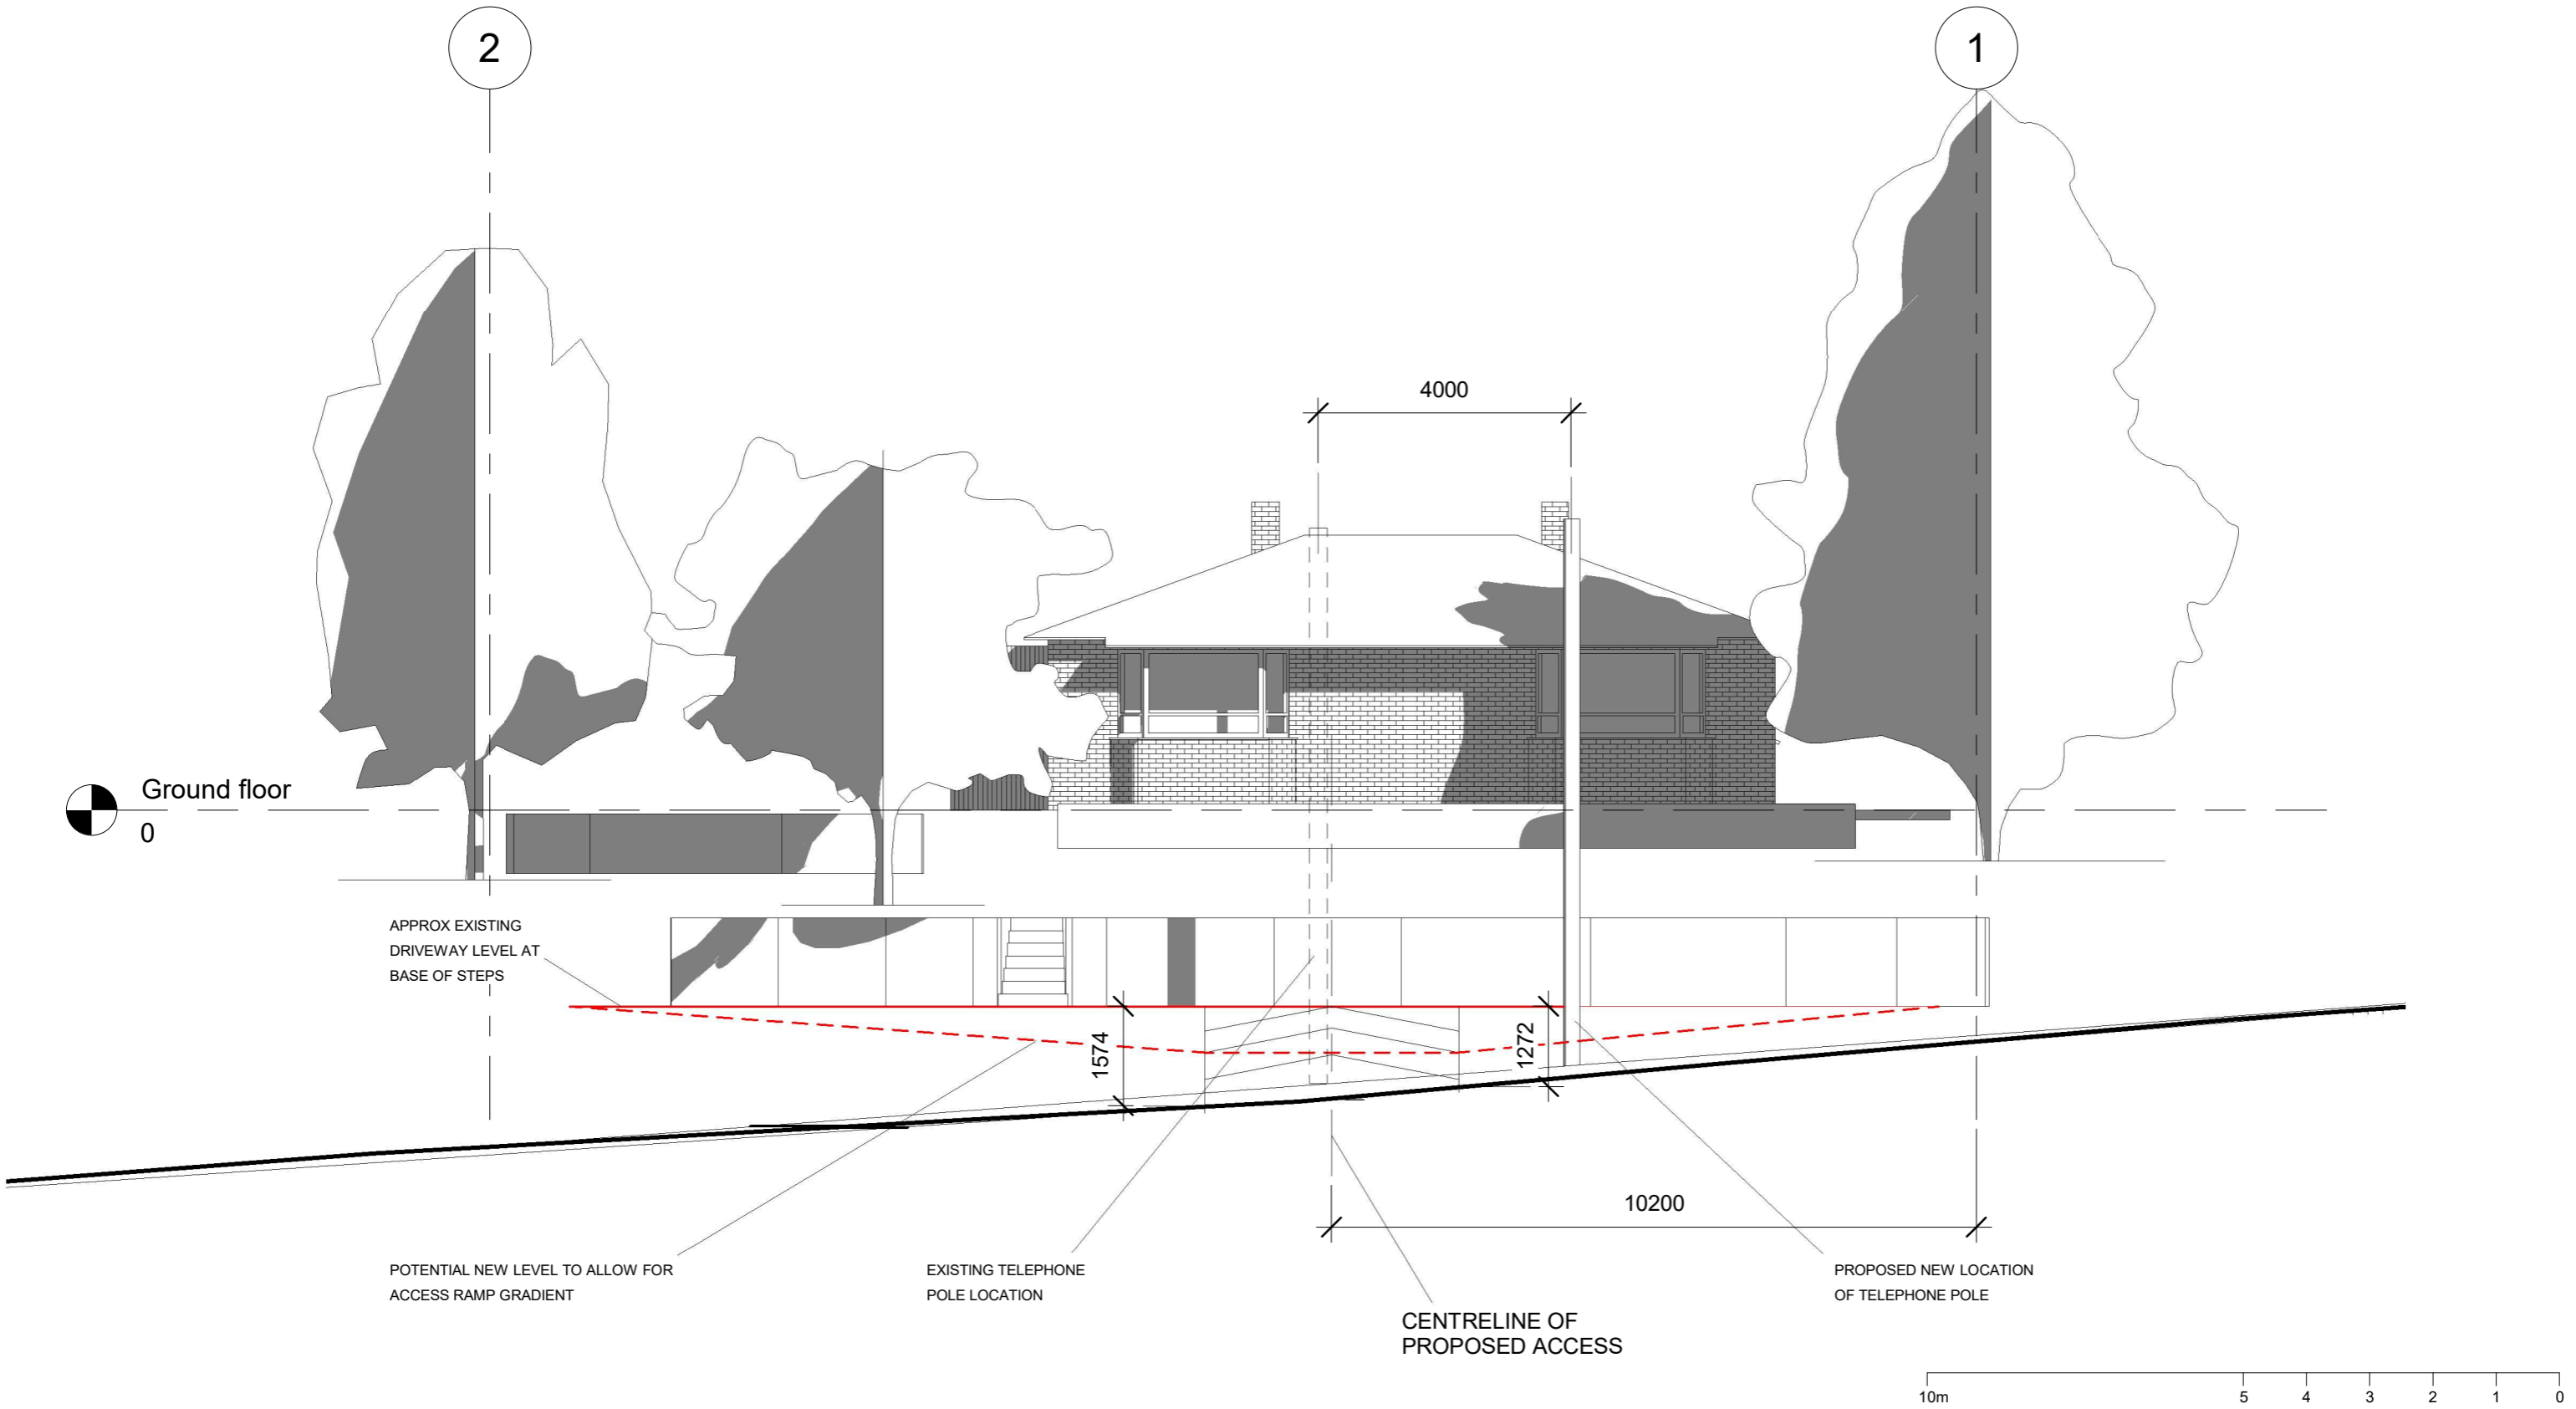 2
1
4000
Ground floor
0
APPROX EXISTING
DRIVEWAY LEVEL AT
BASE OF STEPS
1574
1272
10200
POTENTIAL NEW LEVEL TO ALLOW FOR
ACCESS RAMP GRADIENT
EXISTING TELEPHONE
POLE LOCATION
PROPOSED NEW LOCATION
OF TELEPHONE POLE
CENTRELINE OF
PROPOSED ACCESS
10m 5 4 3 2 1 0